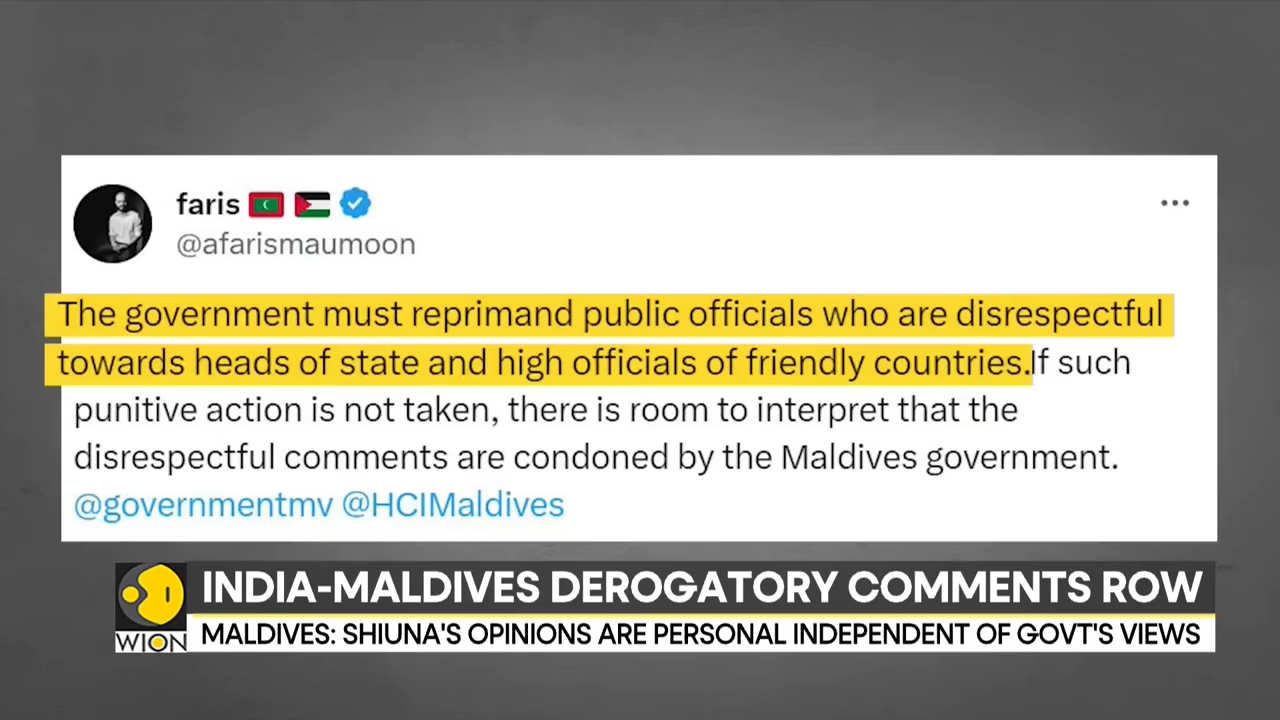 faris
@afarismaumoon
The government must reprimand public officials who are disrespectful
towards heads of state and high officials of friendly countries.If such
punitive action is not taken, there is room to interpret that the
disrespectful comments are condoned by the Maldives government.
@governmentmv @HCIMaldives
INDIA-MALDIVES DEROGATORY COMMENTS ROW
WION
MALDIVES: SHIUNA'S OPINIONS ARE PERSONAL INDEPENDENT OF GOVT'S VIEWS